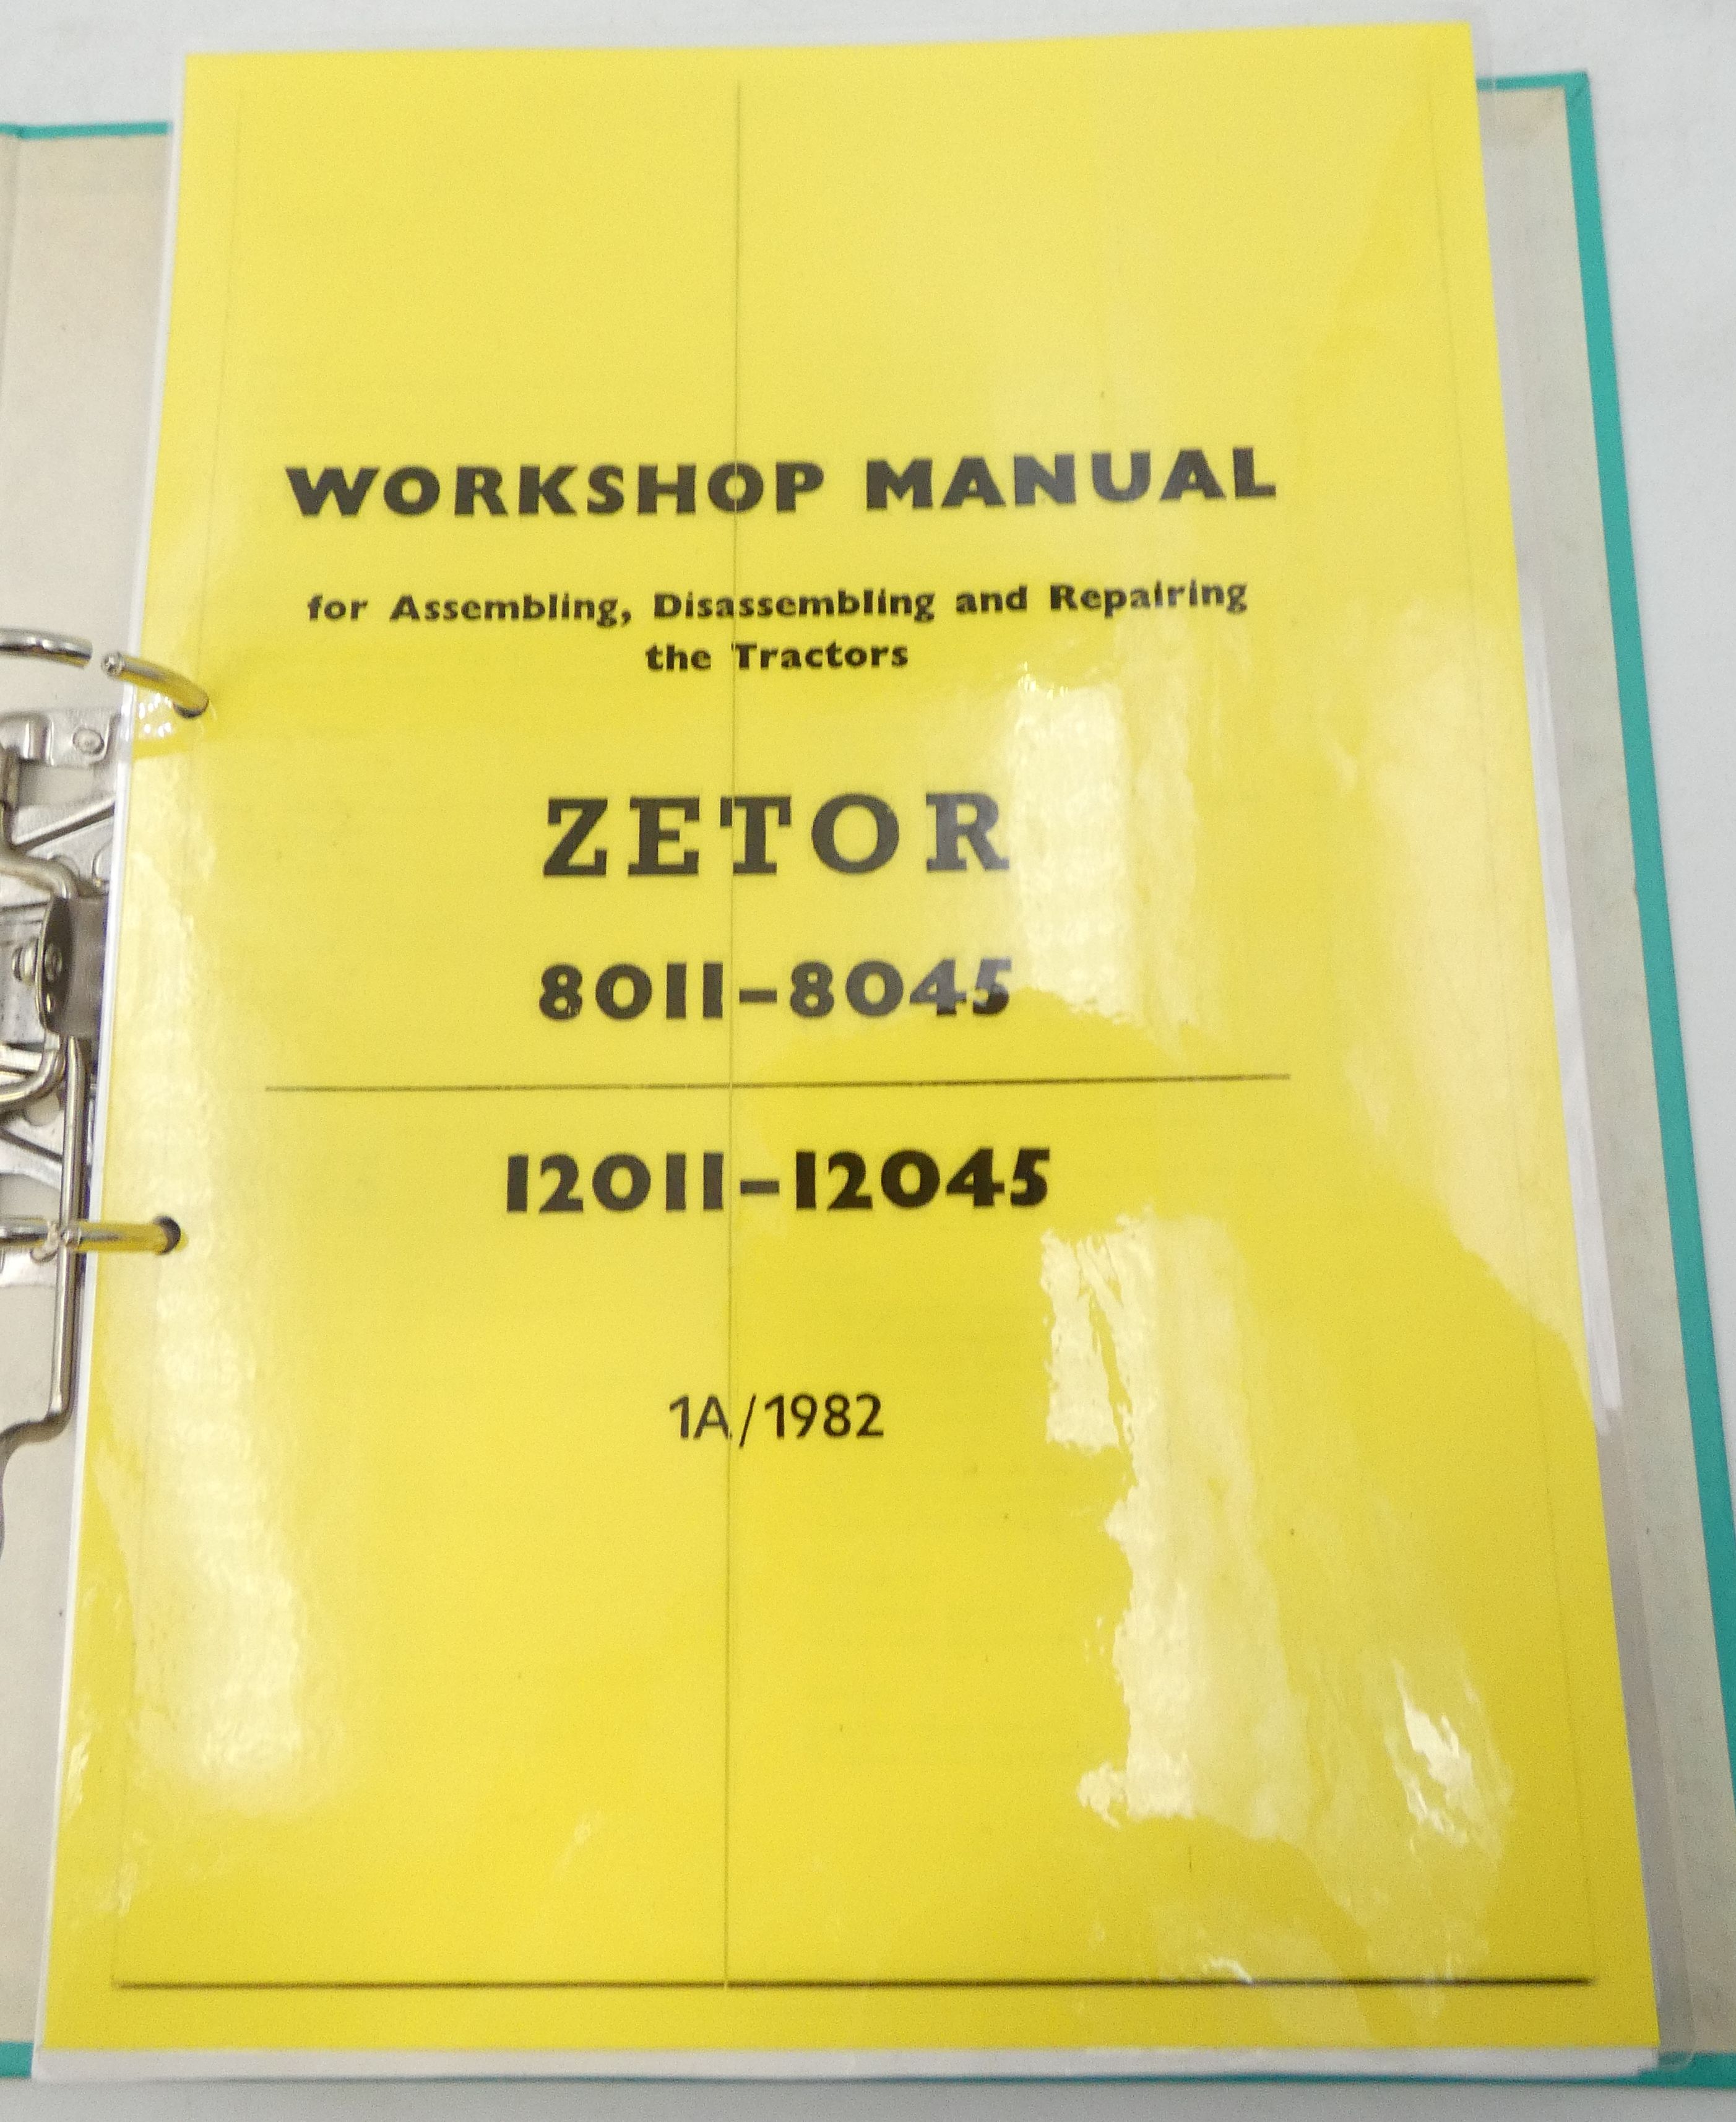 WORKSHOP MANUAL
for Assembling, Disassembling and Repairing
the Tractors
ZETOR
8011-8045
12011-12045
1A/1982